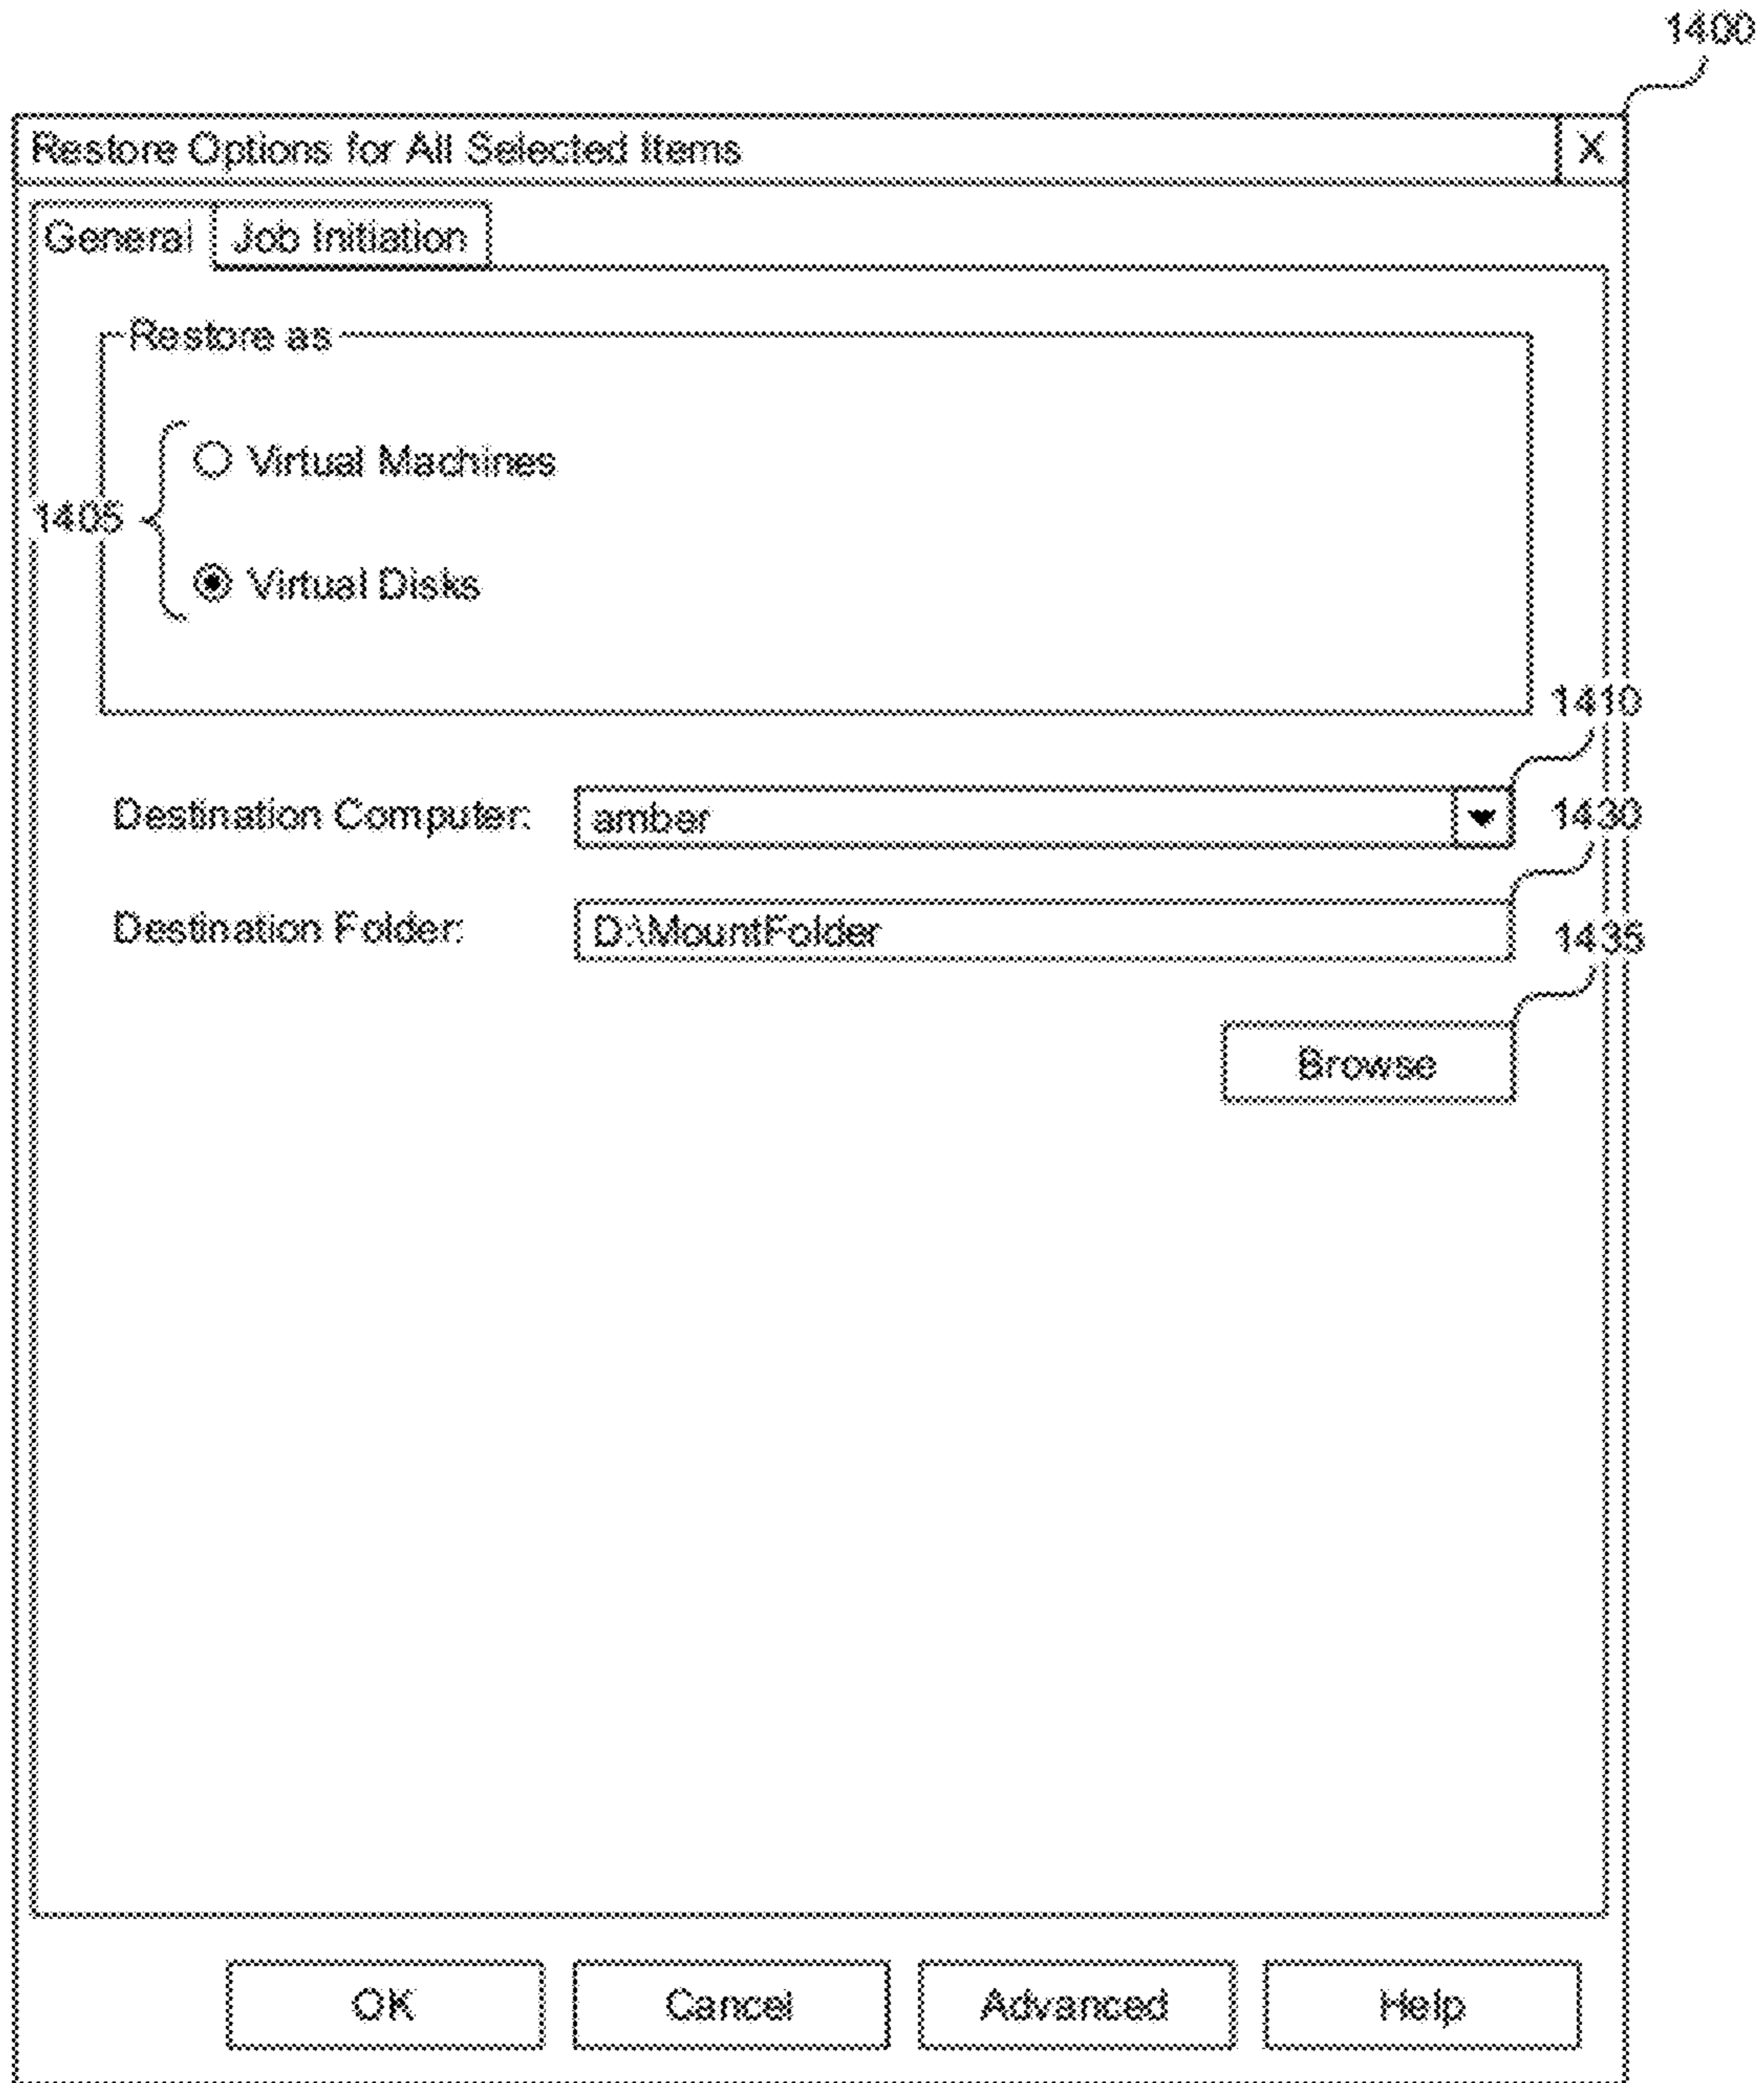 1400
Restore Options for All Selected Items X
General Job Initiation
Restore as
Virtual Machines
1405
Virtual Disks
1410
Destination Computer: amber
1430
Destination Folder: D:\MountFolder
1435
Browse
OK Cancel Advanced Help